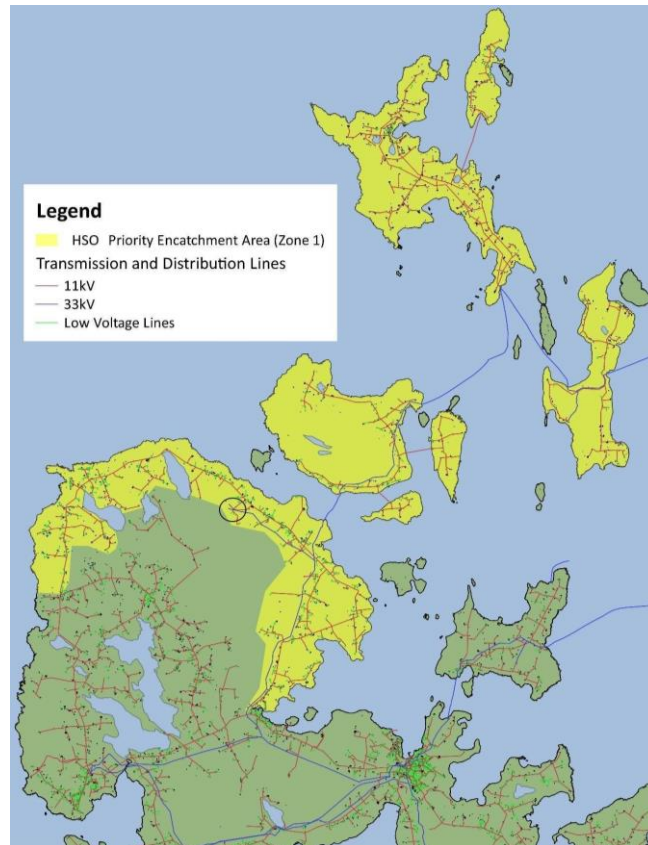 Legend
HSO Priority Encatchment Area (Zone 1)
Transmission and Distribution Lines
11kV
33kV
Low Voltage Lines